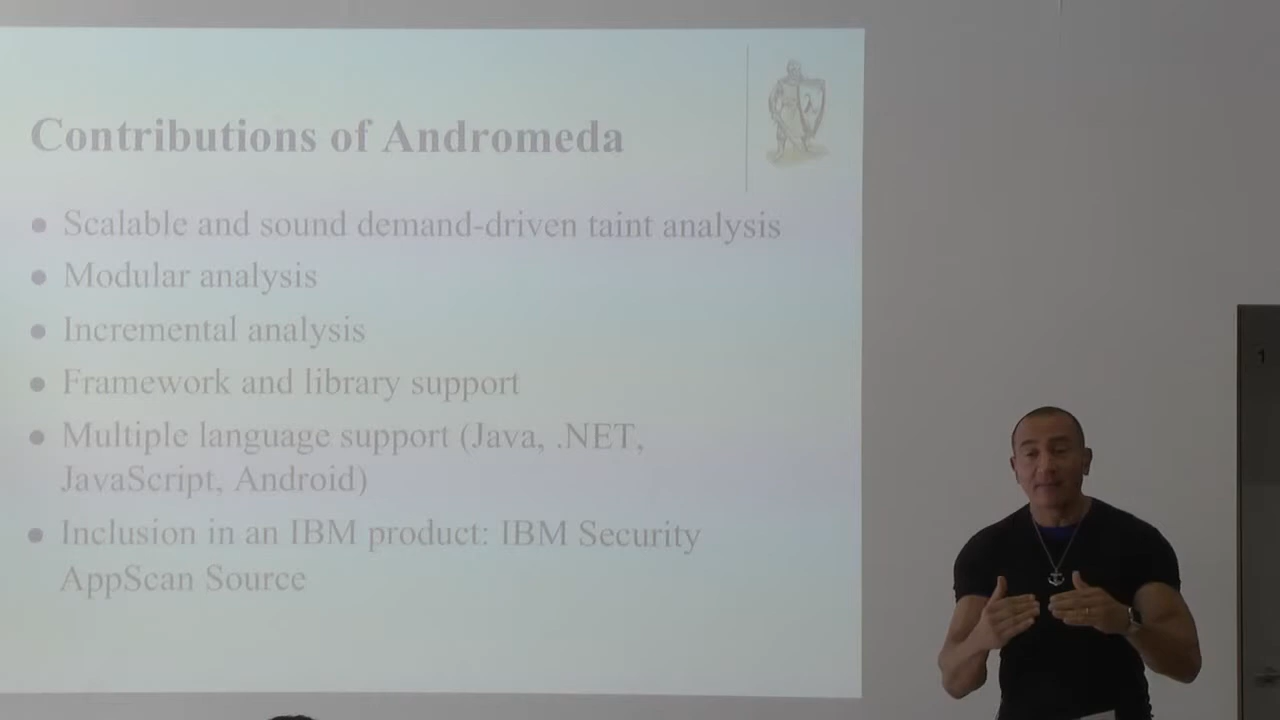 Contributions of Andromeda
• Scalable and sound demand-driven taint analysis
• Modular analysis
• Incremental analysis
• Framework and library support
• Multiple language support (Java, .NET,
JavaScript, Android)
• Inclusion in an IBM product: IBM Security
AppScan Source
λ
1